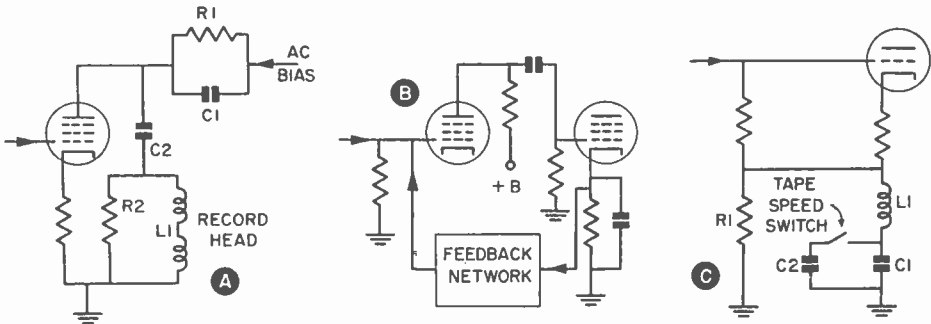 R1
AC
BIAS
C1
C2
R2
L1
RECORD
HEAD
A
B
+B
FEEDBACK
NETWORK
TAPE
SPEED
SWITCH
R1
L1
C2
C1
C